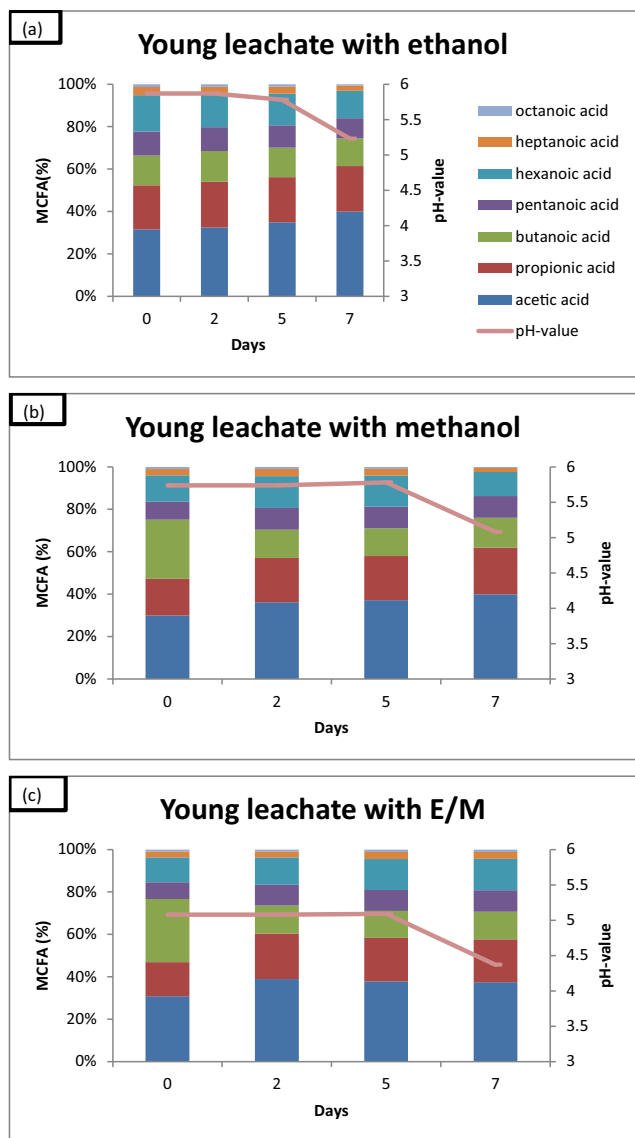 (a)
Young leachate with ethanol
100%
80%
60%
40%
20%
0%
MCFA(%)
6
5.5
5
4.5
4
3.5
3
pH-value
0 2 5 7
Days
octanoic acid
heptanoic acid
hexanoic acid
pentanoic acid
butanoic acid
propionic acid
acetic acid
pH-value
(b)
Young leachate with methanol
100%
80%
60%
40%
20%
0%
MCFA (%)
6
5.5
5
4.5
4
3.5
3
pH-value
0 2 5 7
Days
(c)
Young leachate with E/M
100%
80%
60%
40%
20%
0%
MCFA (%)
6
5.5
5
4.5
4
3.5
3
pH-value
0 2 5 7
Days